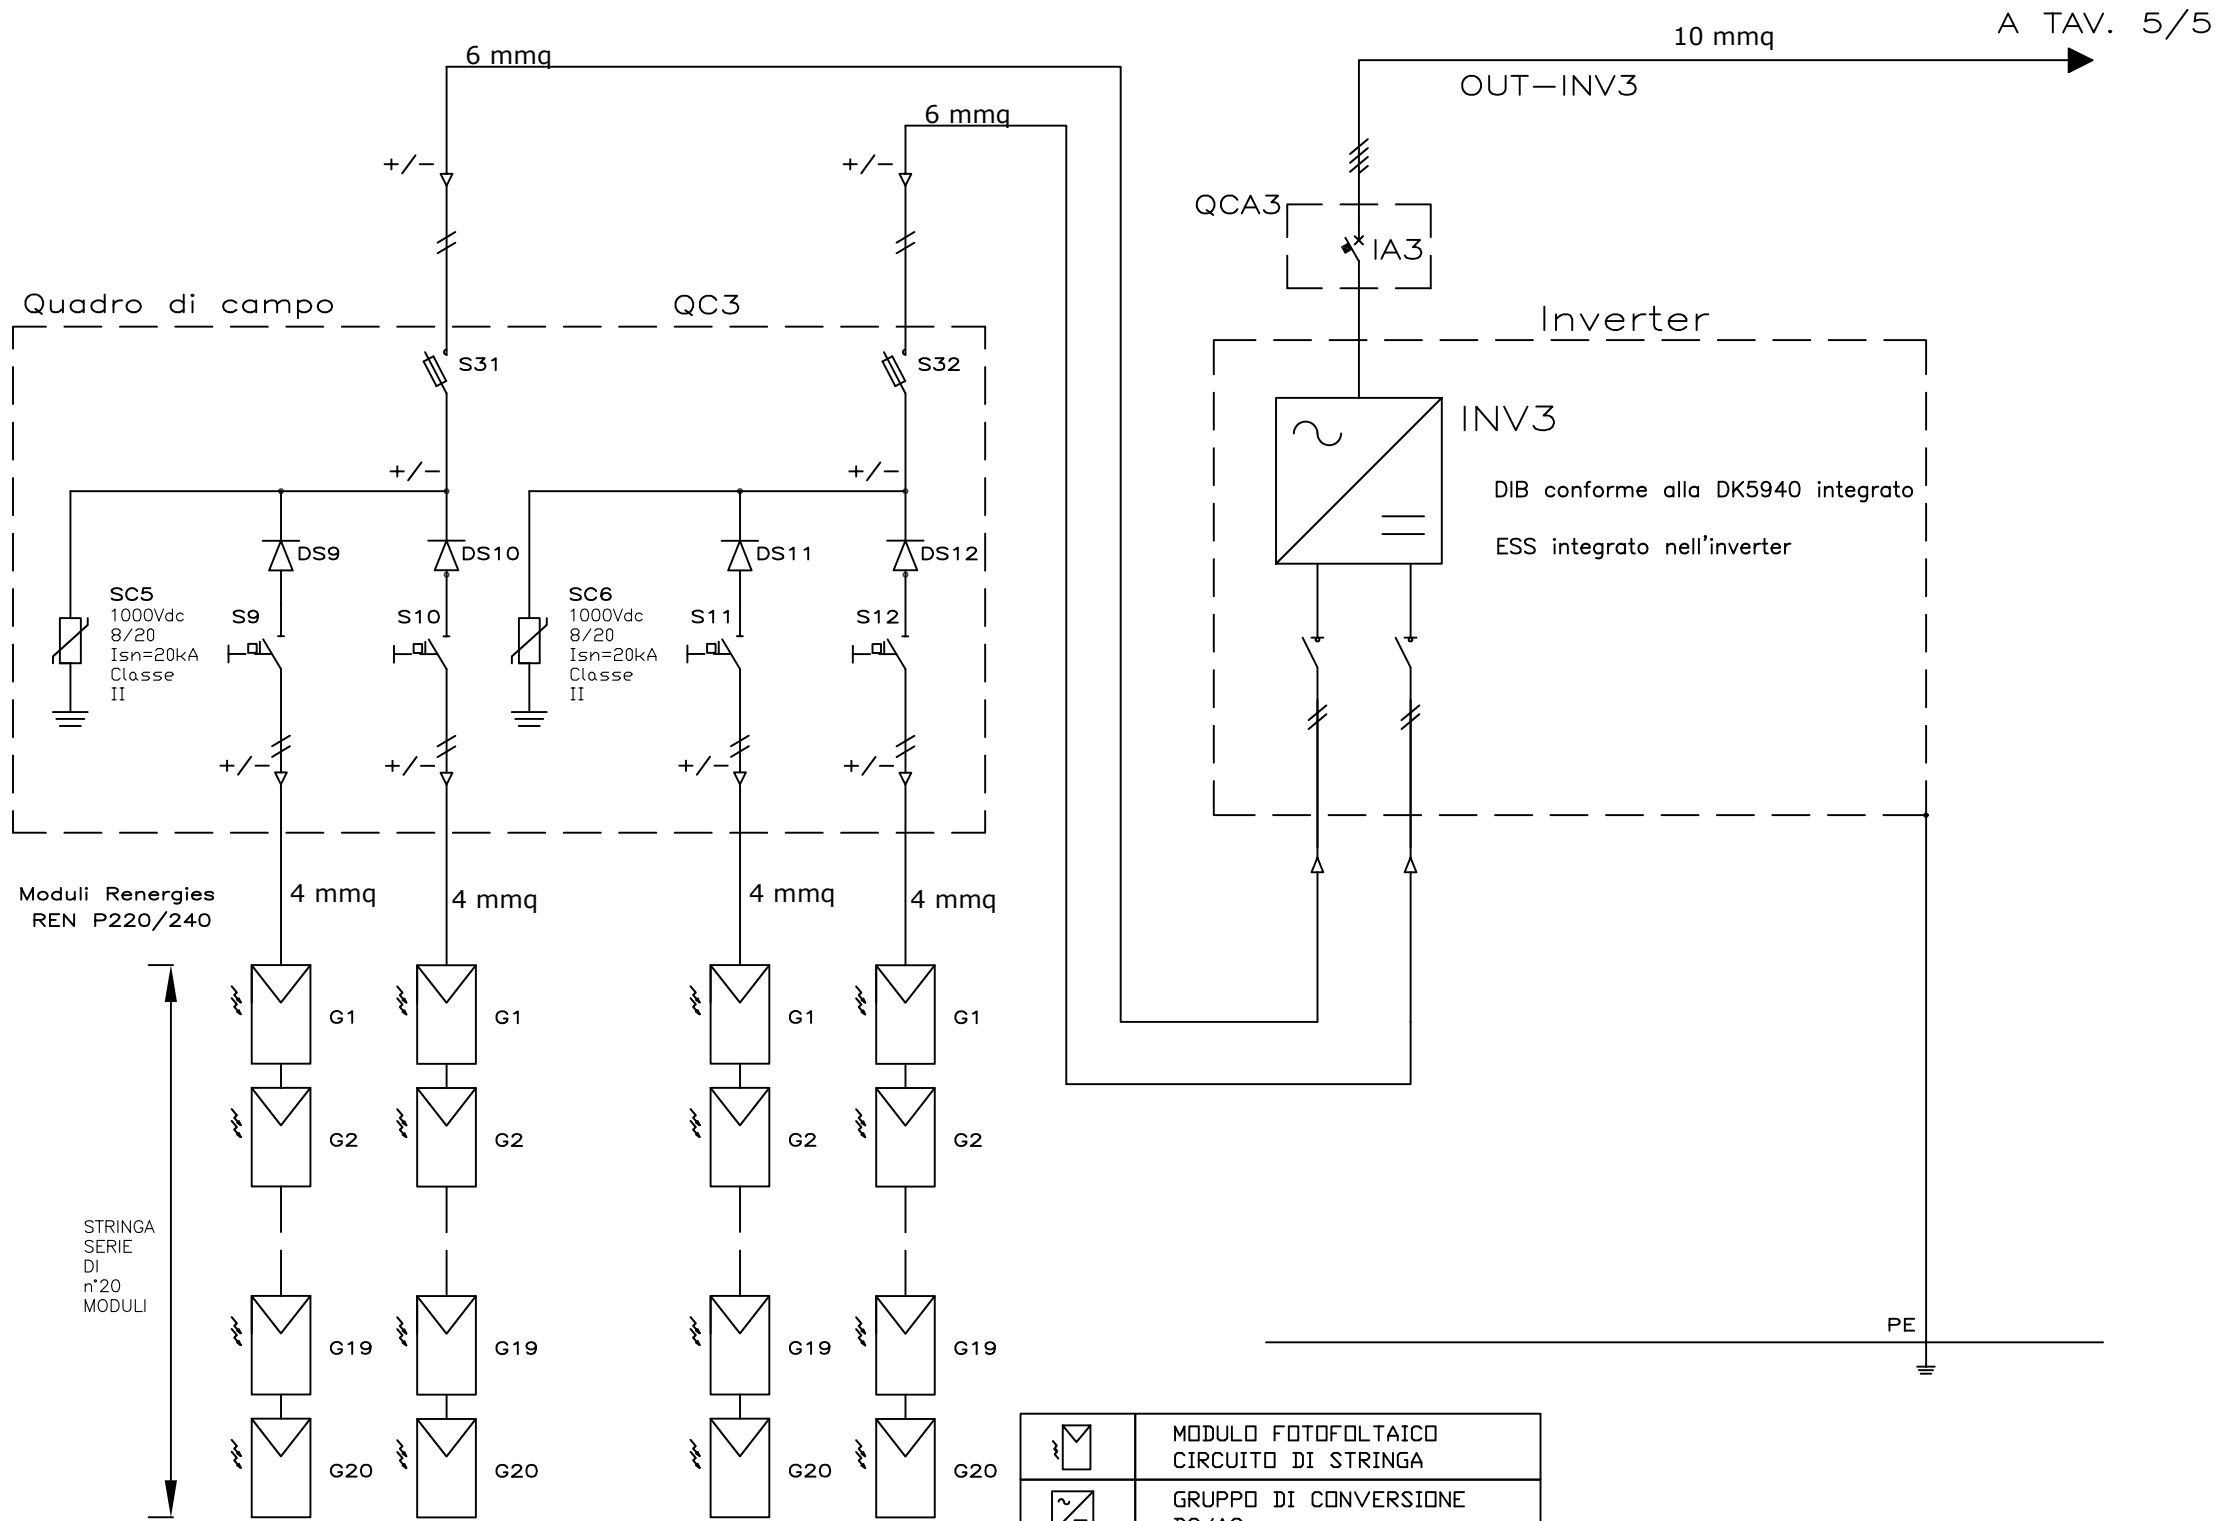 A TAV. 5/5
10 mmq
6 mmq
OUT-INV3
6 mmq
+/-
+/-
QCA3
IA3
Quadro di campo
QC3
Inverter
S31
S32
INV3
+/-
+/-
DIB conforme alla DK5940 integrato
ESS integrato nell'inverter
DS9
DS10
DS11
DS12
SC5
1000Vdc
8/20
Isn=20kA
Classe
II
S9
S10
SC6
1000Vdc
8/20
Isn=20kA
Classe
II
S11
S12
+/-
+/-
+/-
+/-
Moduli Renergies
REN P220/240
4 mmq
4 mmq
4 mmq
4 mmq
G1
G1
G1
G1
G2
G2
G2
G2
STRINGA
SERIE
DI
n°20
MODULI
G19
G19
G19
G19
PE
G20
G20
G20
G20
MODULO FOTOFOLTAICO
CIRCUITO DI STRINGA
GRUPPO DI CONVERSIONE